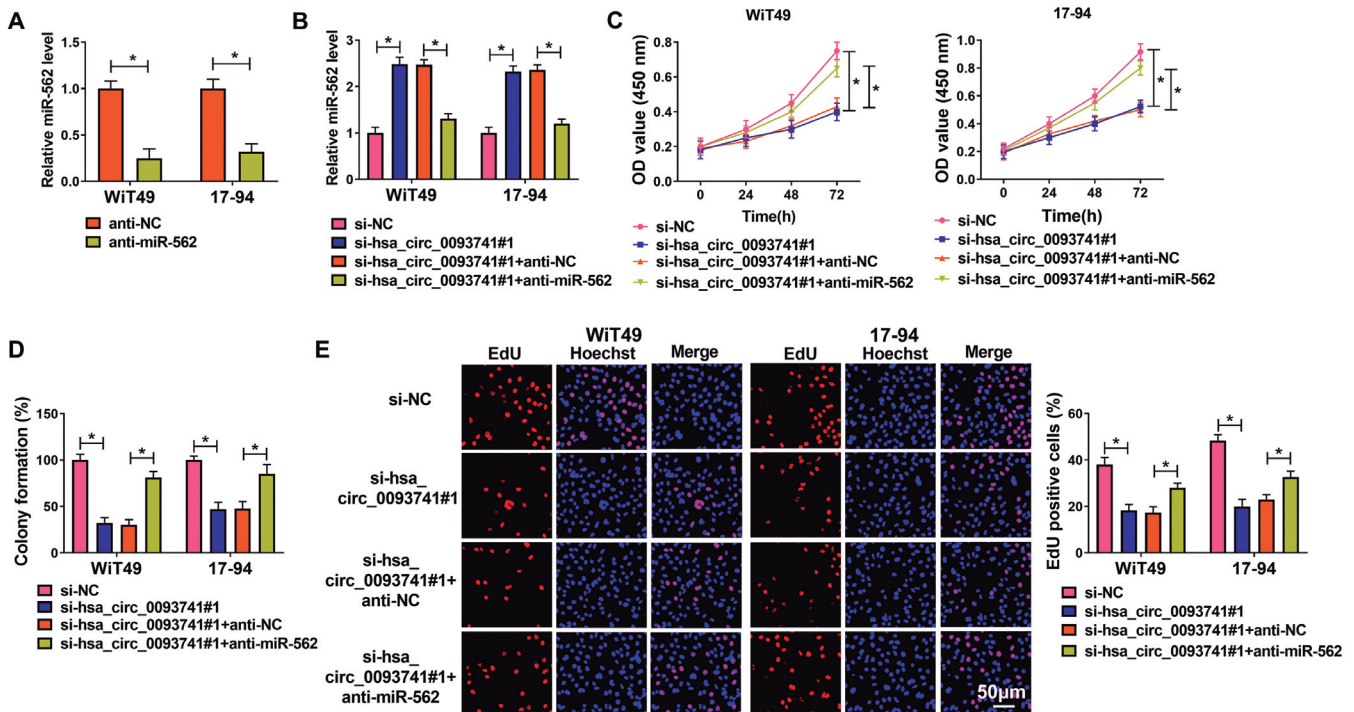 A
Relative miR-562 level
1.5
1.0
0.5
0.0
*
*
WiT49
17-94
anti-NC
anti-miR-562
B
Relative miR-562 level
3
2
1
0
*
*
*
*
WiT49
17-94
si-NC
si-hsa_circ_0093741#1
si-hsa_circ_0093741#1+anti-NC
si-hsa_circ_0093741#1+anti-miR-562
C
WiT49
OD value (450 nm)
0.8
0.6
0.4
0.2
0.0
*
*
0 24 48 72
Time(h)
si-NC
si-hsa_circ_0093741#1
si-hsa_circ_0093741#1+anti-NC
si-hsa_circ_0093741#1+anti-miR-562
17-94
OD value (450 nm)
1.0
0.8
0.6
0.4
0.2
0.0
*
*
0 24 48 72
Time(h)
si-NC
si-hsa_circ_0093741#1
si-hsa_circ_0093741#1+anti-NC
si-hsa_circ_0093741#1+anti-miR-562
D
Colony formation (%)
150
100
50
0
*
*
*
*
WiT49
17-94
si-NC
si-hsa_circ_0093741#1
si-hsa_circ_0093741#1+anti-NC
si-hsa_circ_0093741#1+anti-miR-562
E
WiT49
17-94
EdU Hoechst Merge EdU Hoechst Merge
si-NC
si-hsa_
circ_0093741#1
si-hsa_
circ_0093741#1+
anti-NC
si-hsa_
circ_0093741#1+
anti-miR-562
50μm
EdU positive cells (%)
60
40
20
0
*
*
*
*
WiT49
17-94
si-NC
si-hsa_circ_0093741#1
si-hsa_circ_0093741#1+anti-NC
si-hsa_circ_0093741#1+anti-miR-562